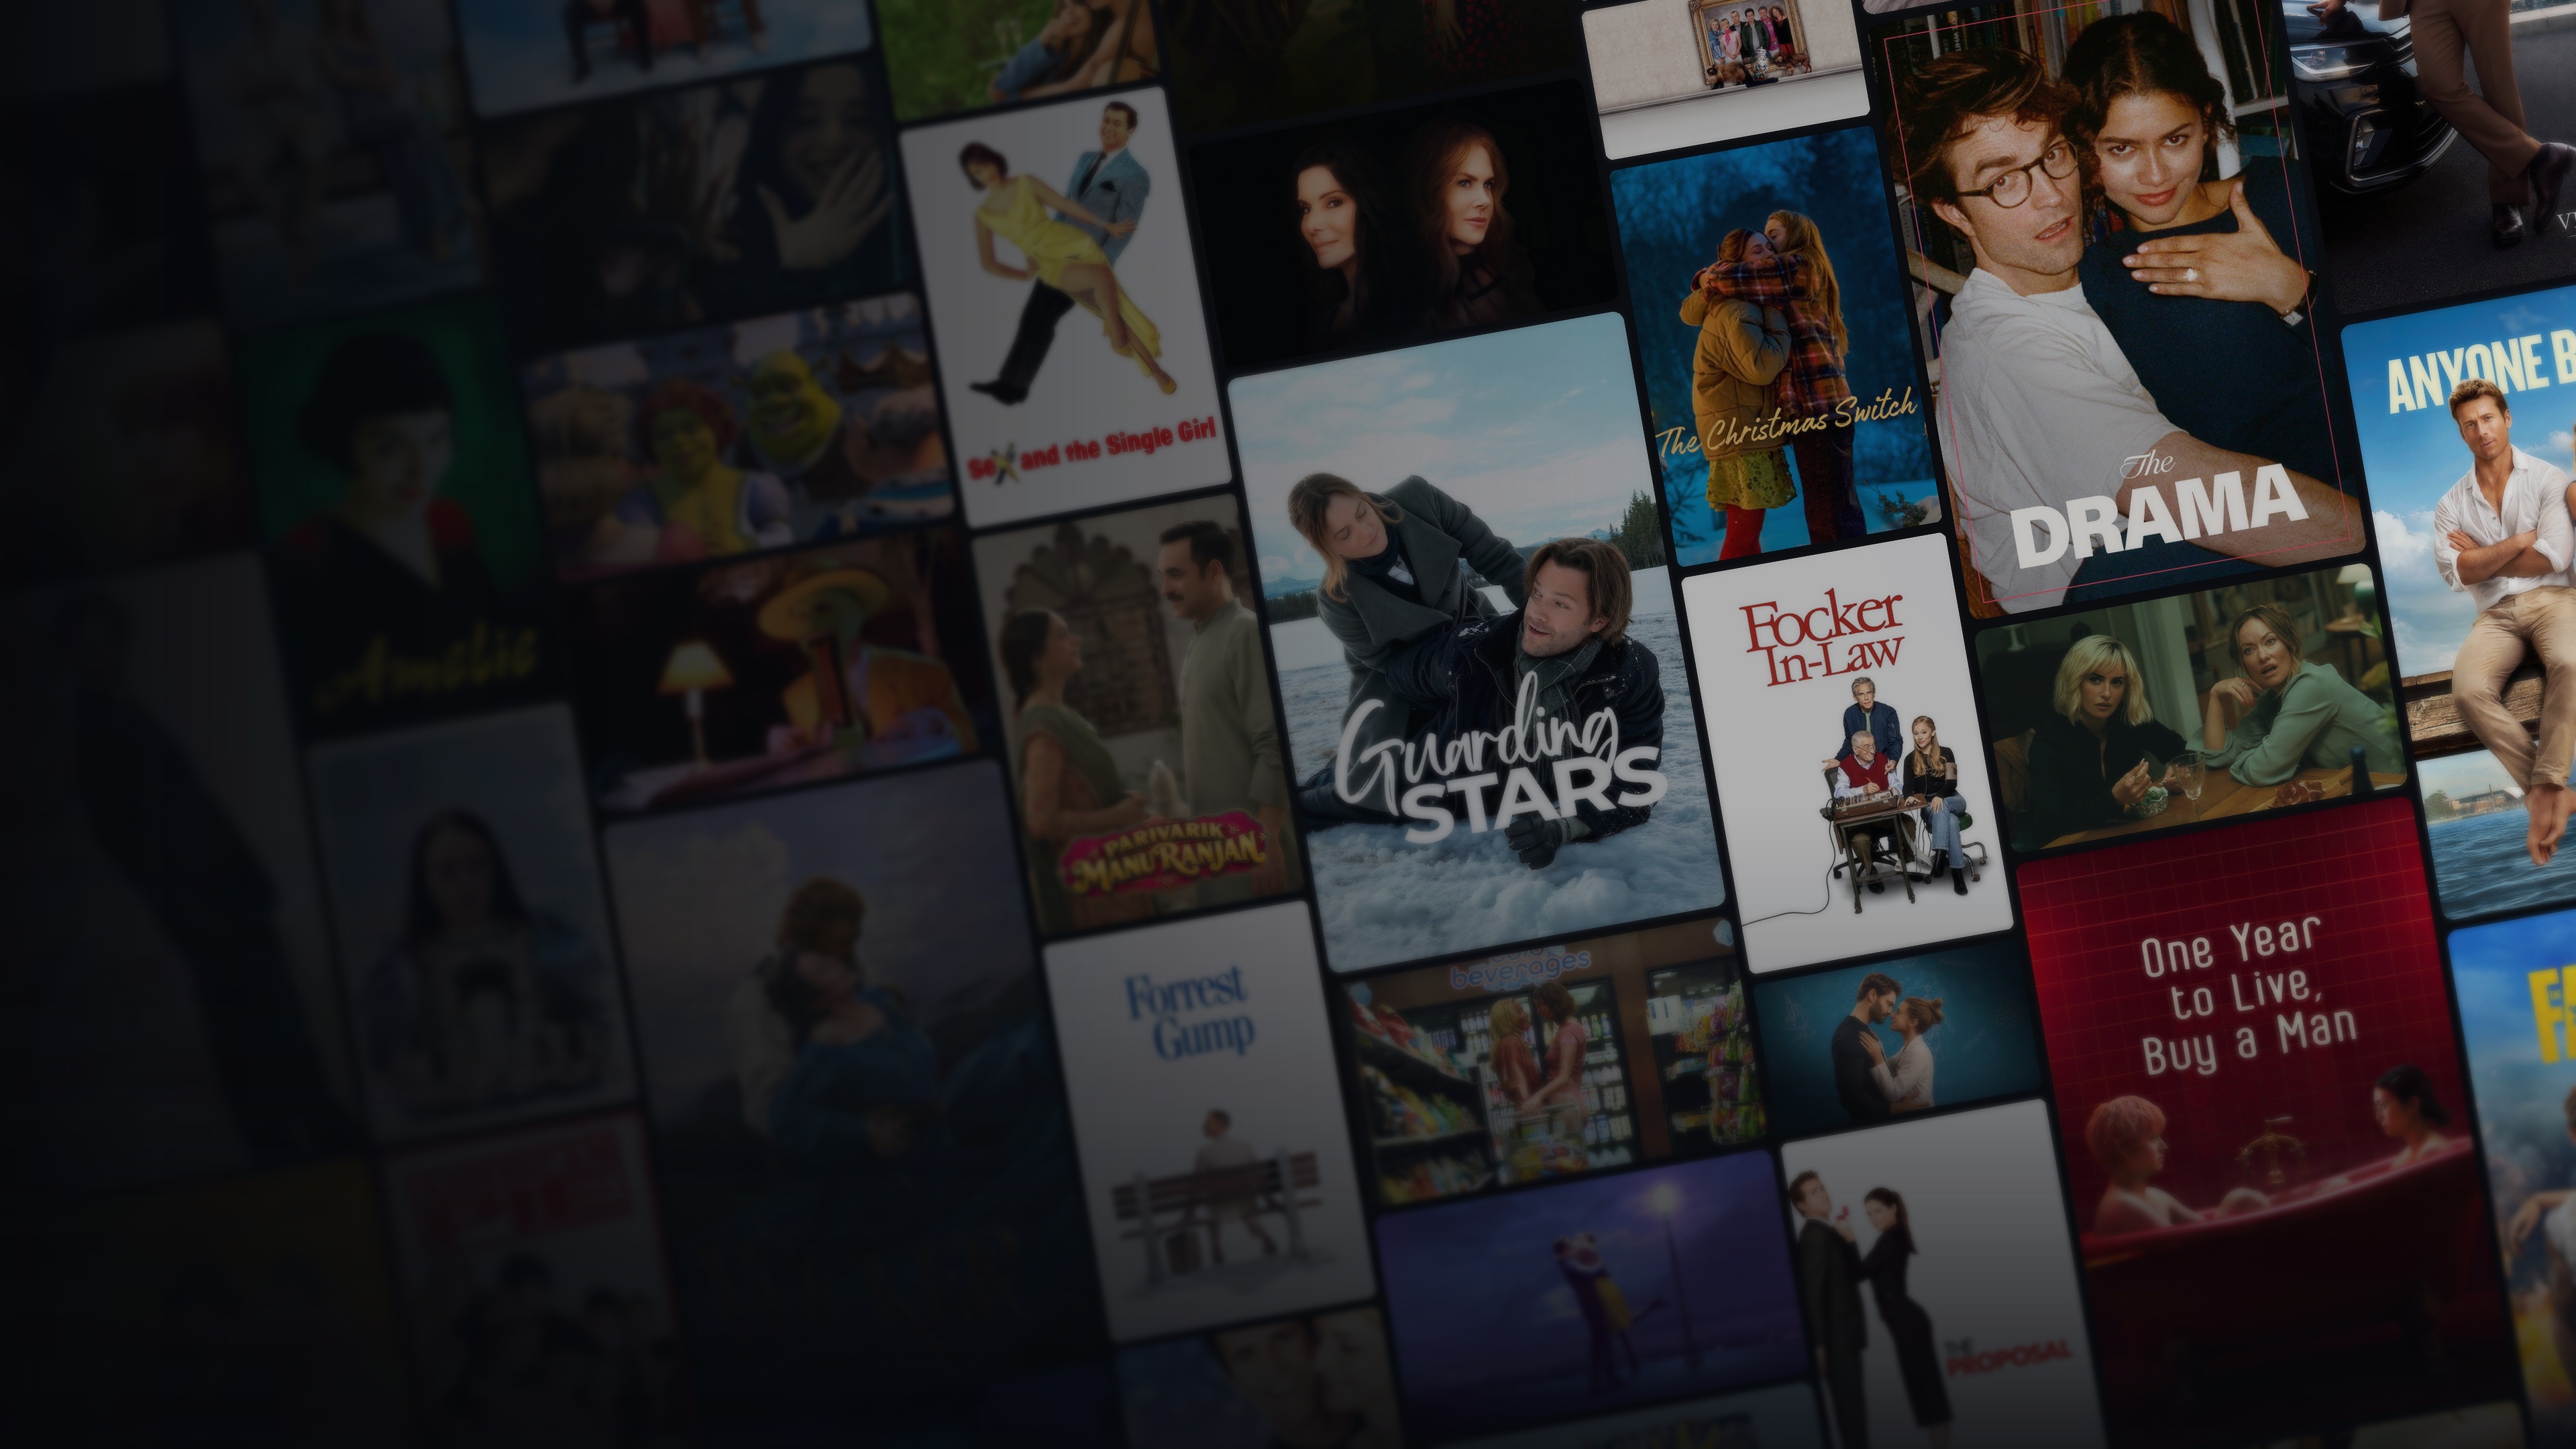 Sex and the Single Girl
The Christmas Switch
The
DRAMA
ANYONE B
Focker
In-Law
Amélie
Guarding
STARS
PARIVARIK
MANURANJAN
beverages
One Year
to Live,
Buy a Man
Forrest
Gump
THE
PROPOSAL